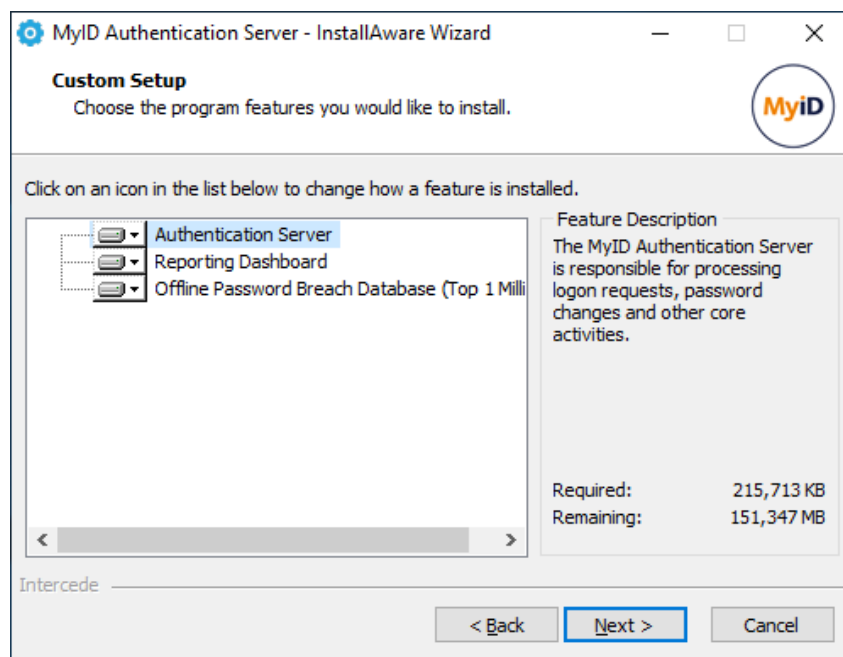 MyID Authentication Server - InstallAware Wizard
Custom Setup
Choose the program features you would like to install.
MyiD
Click on an icon in the list below to change how a feature is installed.
Authentication Server
Reporting Dashboard
Offline Password Breach Database (Top 1 Milli
Feature Description
The MyID Authentication Server
is responsible for processing
logon requests, password
changes and other core
activities.
Required: 215,713 KB
Remaining: 151,347 MB
Intercede
< Back Next > Cancel